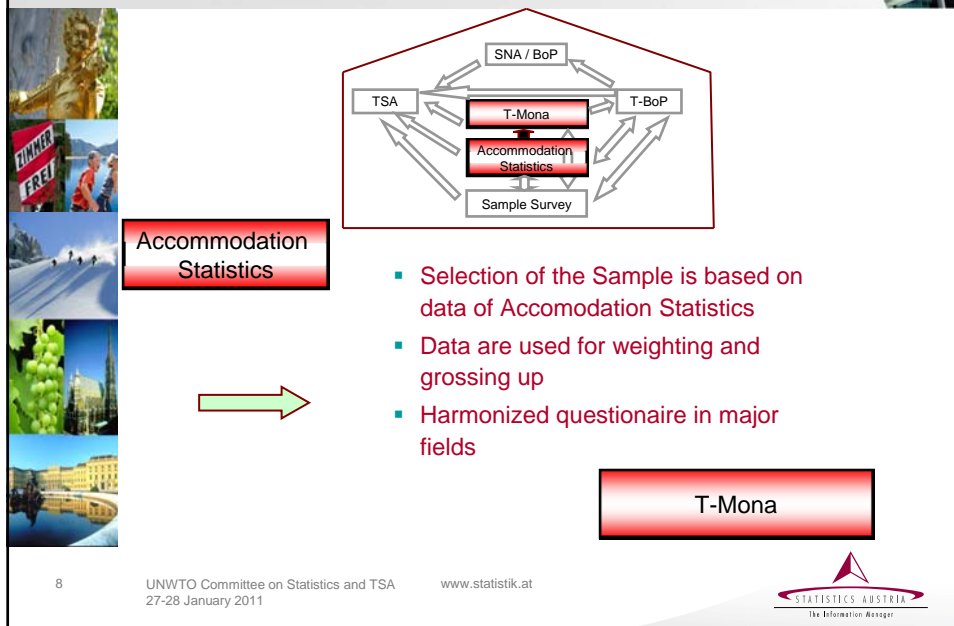 SNA / BoP
TSA
T-BoP
T-Mona
Accommodation
Statistics
Sample Survey
ZIMMER
FREI
Accommodation
Statistics
Selection of the Sample is based on
data of Accomodation Statistics
Data are used for weighting and
grossing up
Harmonized questionaire in major
fields
T-Mona
8
UNWTO Committee on Statistics and TSA
27-28 January 2011
www.statistik.at
STATISTICS AUSTRIA
The Information Manager